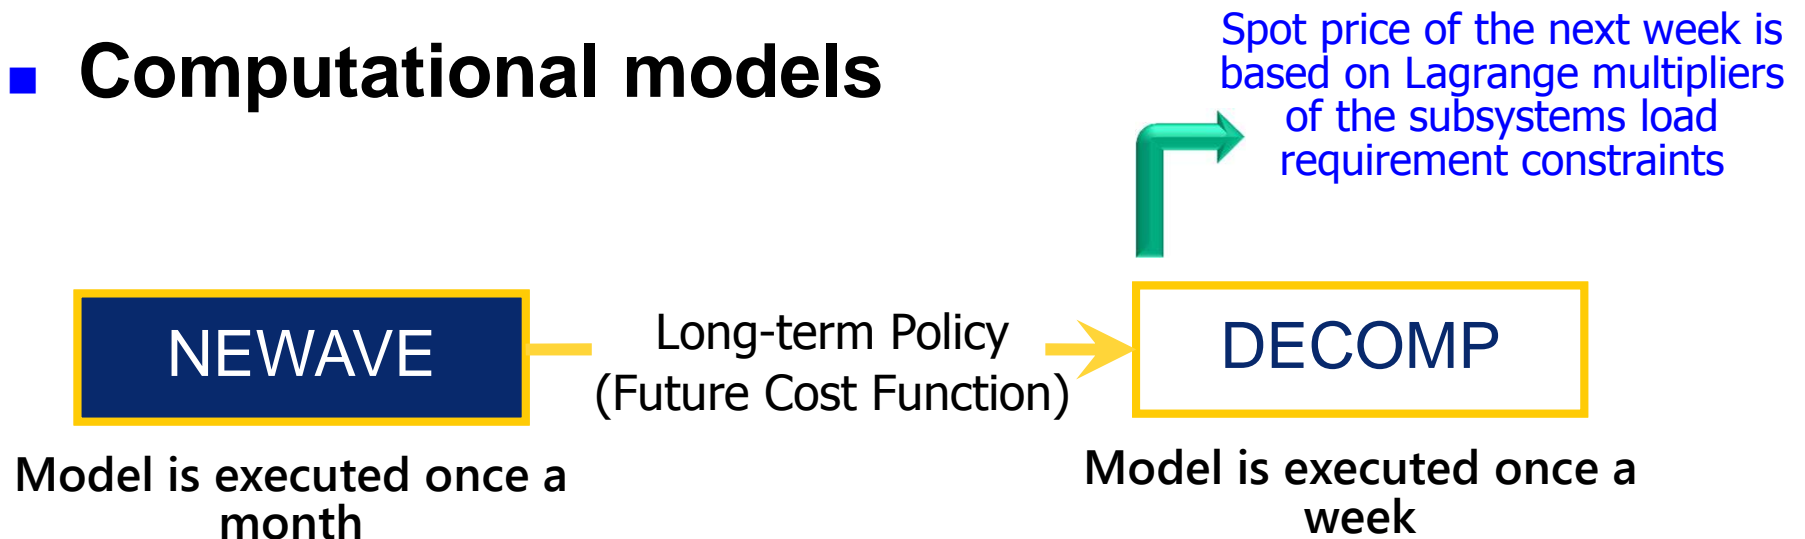 Computational models
Spot price of the next week is
based on Lagrange multipliers
of the subsystems load
requirement constraints
NEWAVE
Long-term Policy
(Future Cost Function)
DECOMP
Model is executed once a
month
Model is executed once a
week